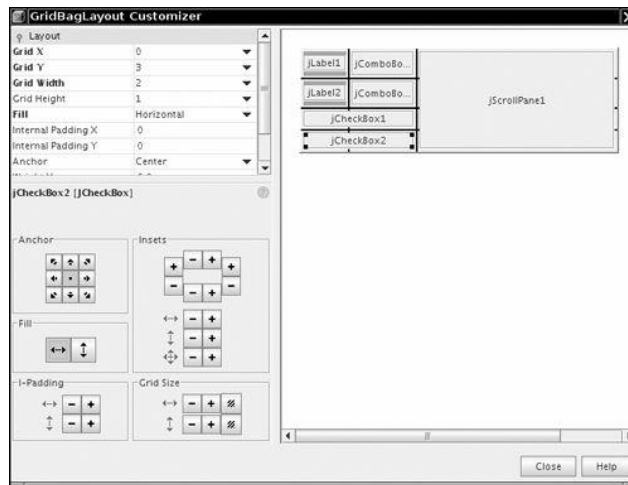 GridBagLayout Customizer
Layout
Grid X 0
Grid Y 3
Grid Width 2
Grid Height 1
Fill Horizontal
Internal Padding X 0
Internal Padding Y 0
Anchor Center
jCheckBox2 [JCheckBox]
Anchor
Insets
Fill
I-Padding
Grid Size
jLabel1 jComboBo...
jLabel2 jComboBo...
jCheckBox1
jCheckBox2
jScrollPane1
Close Help